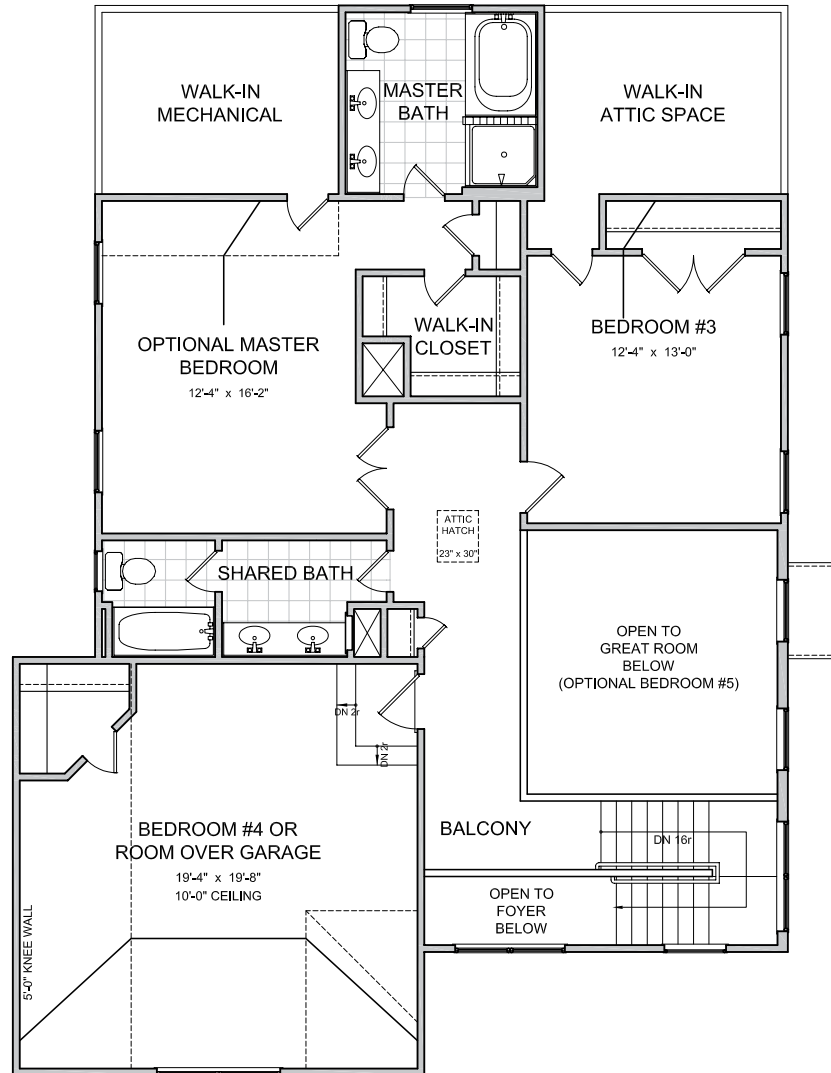 WALK-IN
MECHANICAL
MASTER
BATH
WALK-IN
ATTIC SPACE
OPTIONAL MASTER
BEDROOM
12'-4" x 16'-2"
WALK-IN
CLOSET
BEDROOM #3
12'-4" x 13'-0"
ATTIC
HATCH
23" x 30"
SHARED BATH
OPEN TO
GREAT ROOM
BELOW
(OPTIONAL BEDROOM #5)
DN 2r
DN 2r
BEDROOM #4 OR
ROOM OVER GARAGE
19'-4" x 19'-8"
10'-0" CEILING
BALCONY
DN 16r
OPEN TO
FOYER
BELOW
5'-0" KNEE WALL